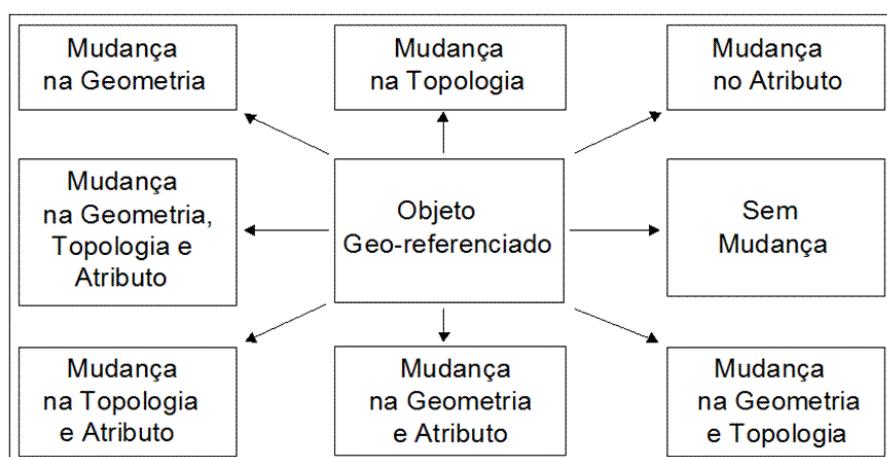 Mudança
na Geometria
Mudança
na Topologia
Mudança
no Atributo
Mudança
na Geometria,
Topologia e
Atributo
Objeto
Geo-referenciado
Sem
Mudança
Mudança
na Topologia
e Atributo
Mudança
na Geometria
e Atributo
Mudança
na Geometria
e Topologia